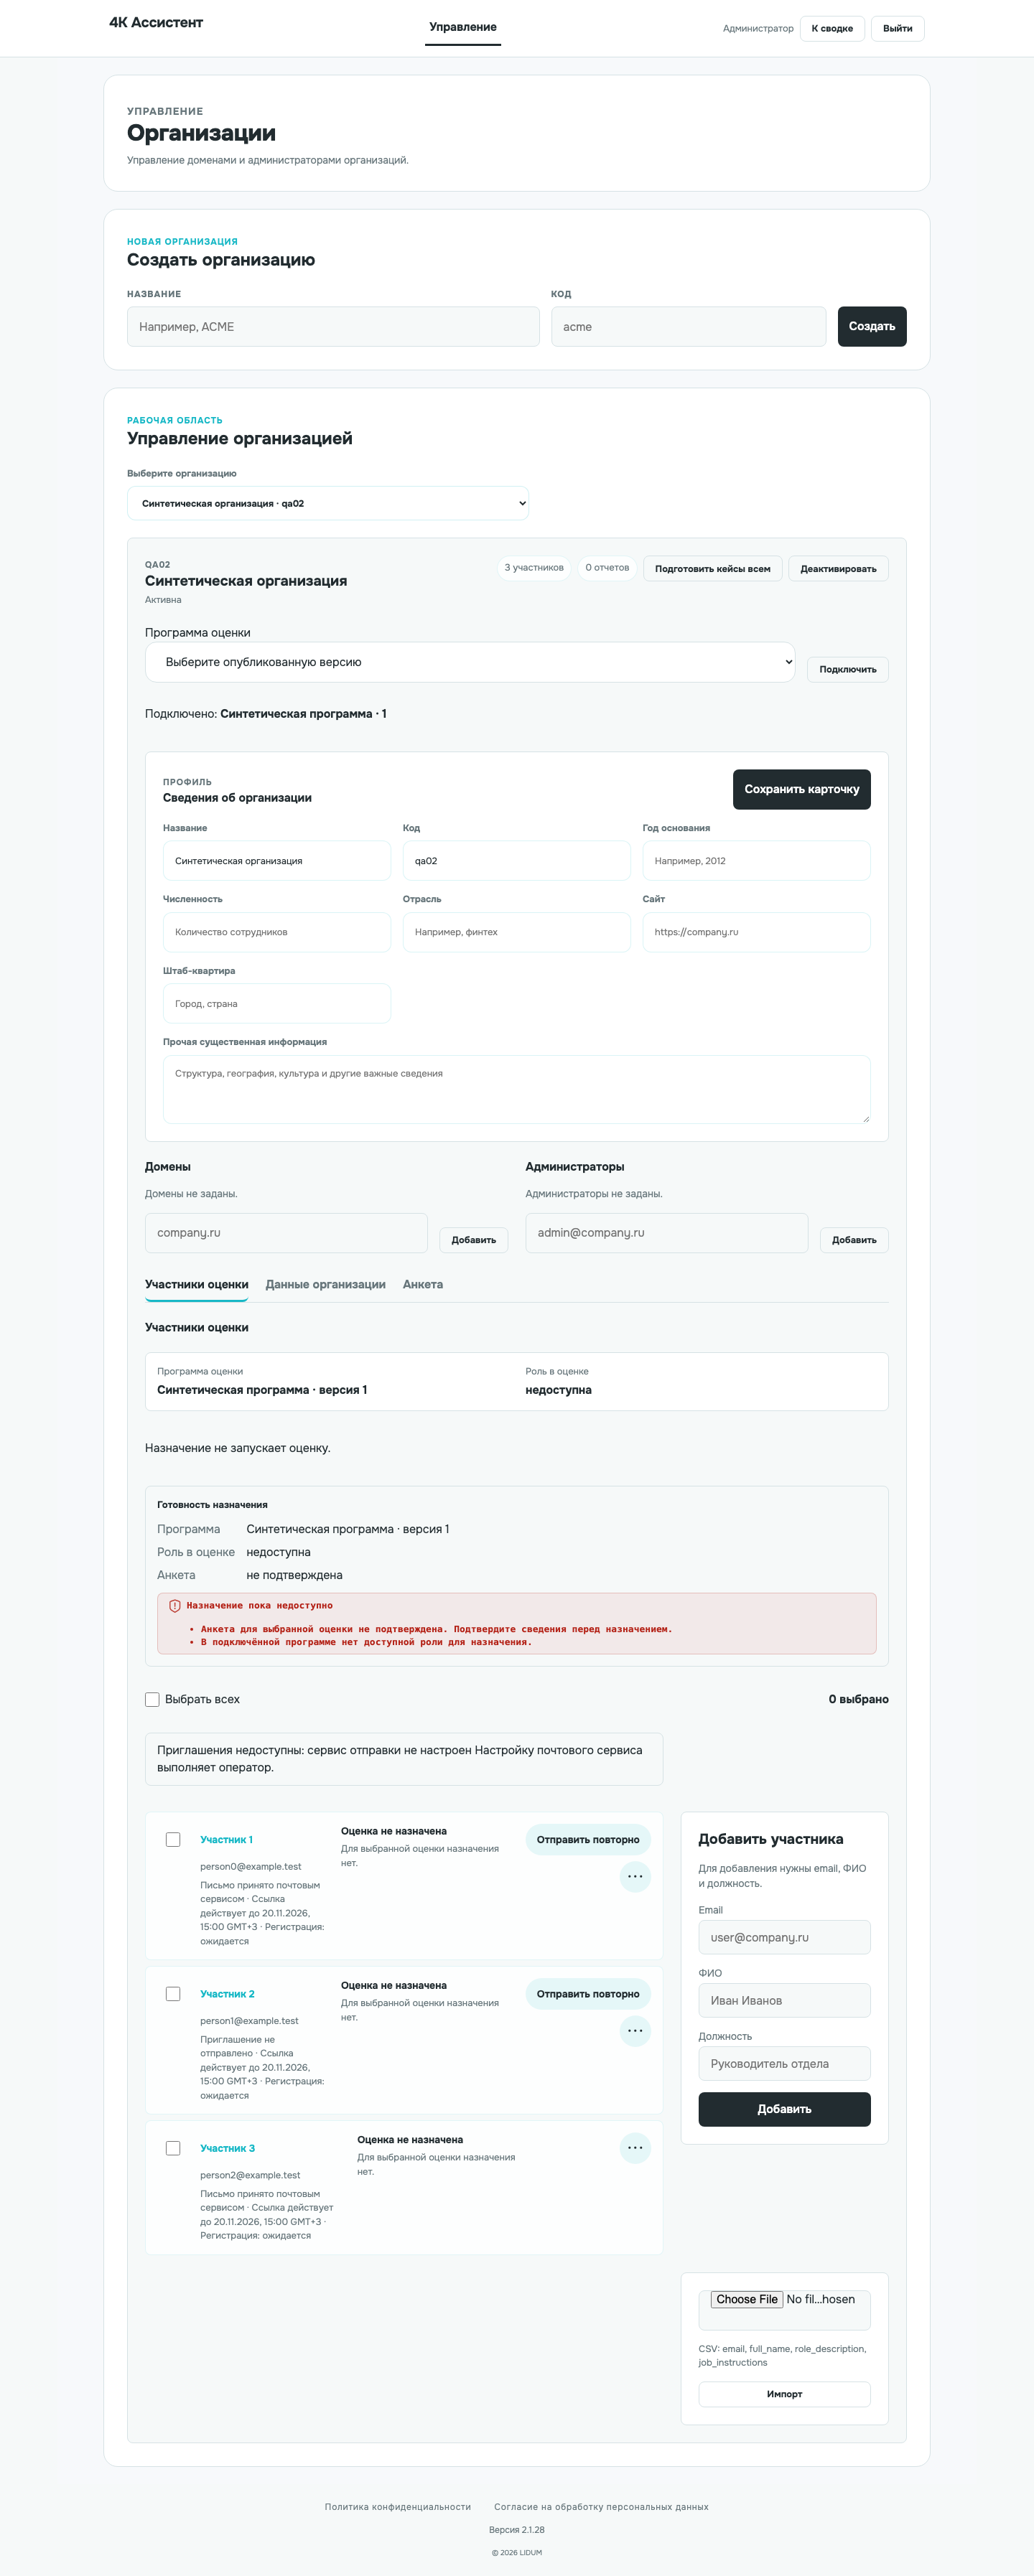 4К Ассистент
Управление
Администратор
К сводке
Выйти
УПРАВЛЕНИЕ
Организации
Управление доменами и администраторами организаций.
НОВАЯ ОРГАНИЗАЦИЯ
Создать организацию
НАЗВАНИЕ
КОД
Например, ACME
acme
Создать
РАБОЧАЯ ОБЛАСТЬ
Управление организацией
Выберите организацию
Синтетическая организация · qa02
QA02
Синтетическая организация
Активна
3 участников
0 отчетов
Подготовить кейсы всем
Деактивировать
Программа оценки
Выберите опубликованную версию
Подключить
Подключено: Синтетическая программа · 1
ПРОФИЛЬ
Сведения об организации
Сохранить карточку
Название
Код
Год основания
Синтетическая организация
qa02
Например, 2012
Численность
Отрасль
Сайт
Количество сотрудников
Например, финтех
https://company.ru
Штаб-квартира
Город, страна
Прочая существенная информация
Структура, география, культура и другие важные сведения
Домены
Администраторы
Домены не заданы.
Администраторы не заданы.
company.ru
Добавить
admin@company.ru
Добавить
Участники оценки
Данные организации
Анкета
Участники оценки
Программа оценки
Роль в оценке
Синтетическая программа · версия 1
недоступна
Назначение не запускает оценку.
Готовность назначения
Программа Синтетическая программа · версия 1
Роль в оценке недоступна
Анкета не подтверждена
Назначение пока недоступно
• Анкета для выбранной оценки не подтверждена. Подтвердите сведения перед назначением.
• В подключённой программе нет доступной роли для назначения.
Выбрать всех
0 выбрано
Приглашения недоступны: сервис отправки не настроен Настройку почтового сервиса
выполняет оператор.
Участник 1
person0@example.test
Письмо принято почтовым
сервисом · Ссылка
действует до 20.11.2026,
15:00 GMT+3 · Регистрация:
ожидается
Оценка не назначена
Для выбранной оценки назначения
нет.
Отправить повторно
···
Участник 2
person1@example.test
Приглашение не
отправлено · Ссылка
действует до 20.11.2026,
15:00 GMT+3 · Регистрация:
ожидается
Оценка не назначена
Для выбранной оценки назначения
нет.
Отправить повторно
···
Участник 3
person2@example.test
Письмо принято почтовым
сервисом · Ссылка действует
до 20.11.2026, 15:00 GMT+3 ·
Регистрация: ожидается
Оценка не назначена
Для выбранной оценки назначения
нет.
···
Добавить участника
Для добавления нужны email, ФИО
и должность.
Email
user@company.ru
ФИО
Иван Иванов
Должность
Руководитель отдела
Добавить
Choose File No fil...hosen
CSV: email, full_name, role_description,
job_instructions
Импорт
Политика конфиденциальности
Согласие на обработку персональных данных
Версия 2.1.28
© 2026 LIDUM